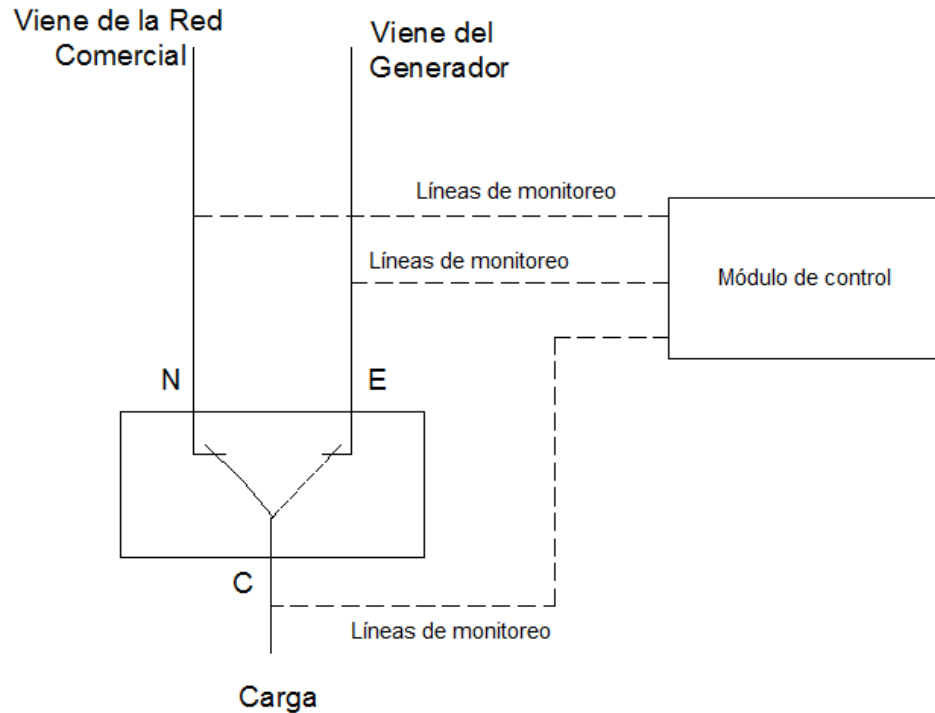 Viene de la Red
Comercial
Viene del
Generador
Líneas de monitoreo
Líneas de monitoreo
Módulo de control
N
E
C
Líneas de monitoreo
Carga